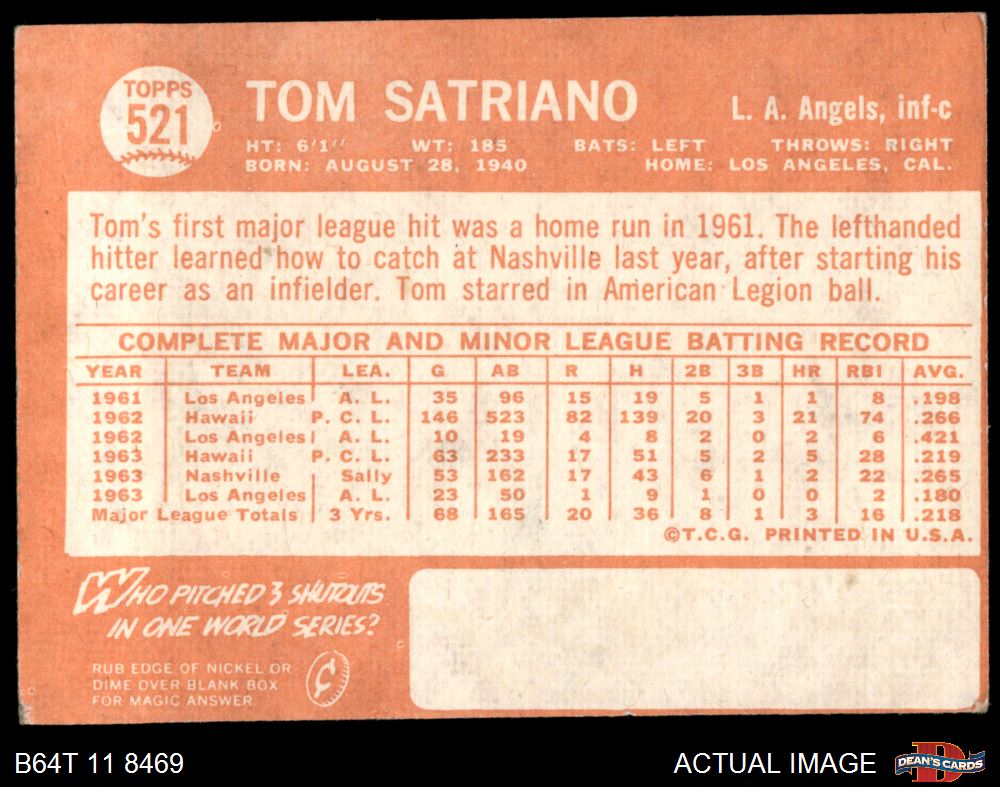 TOPPS
521
TOM SATRIANO
L. A. Angels, inf-c
HT: 6'1" WT: 185 BATS: LEFT THROWS: RIGHT
BORN: AUGUST 28, 1940 HOME: LOS ANGELES, CAL.
Tom's first major league hit was a home run in 1961. The lefthanded
hitter learned how to catch at Nashville last year, after starting his
career as an infielder. Tom starred in American Legion ball.
COMPLETE MAJOR AND MINOR LEAGUE BATTING RECORD
YEAR TEAM LEA. G AB R H 2B 3B HR RBI AVG.
1961 Los Angeles A. L. 35 96 15 19 5 1 1 8 .198
1962 Hawaii P. C. L. 146 523 82 139 20 3 21 74 .266
1962 Los Angeles A. L. 10 19 4 8 2 0 2 6 .421
1963 Hawaii P. C. L. 63 233 17 51 5 2 5 28 .219
1963 Nashville Sally 53 162 17 43 6 1 2 22 .265
1963 Los Angeles A. L. 23 50 1 9 1 0 0 2 .180
Major League Totals 3 Yrs. 68 165 20 36 8 1 3 16 .218
©T.C.G. PRINTED IN U.S.A.
WHO PITCHED 3 SHUTOUTS
IN ONE WORLD SERIES?
RUB EDGE OF NICKEL OR
DIME OVER BLANK BOX
FOR MAGIC ANSWER
¢
B64T 11 8469
ACTUAL IMAGE
D
DEAN'S CARDS